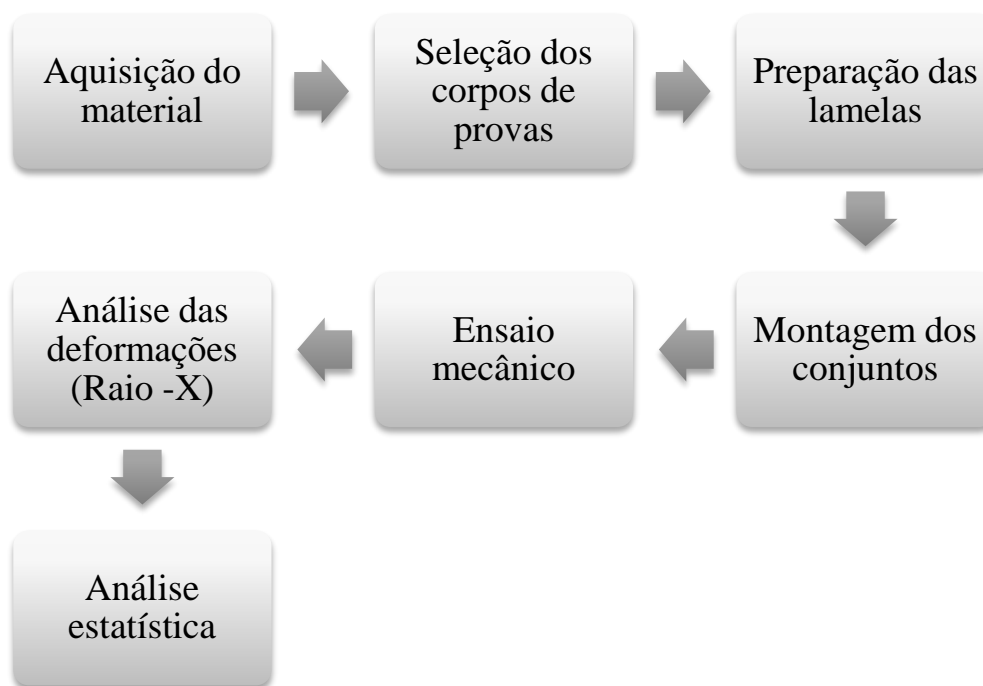 Aquisição do
material
Seleção dos
corpos de
provas
Preparação das
lamelas
Montagem dos
conjuntos
Ensaio
mecânico
Análise das
deformações
(Raio -X)
Análise
estatística